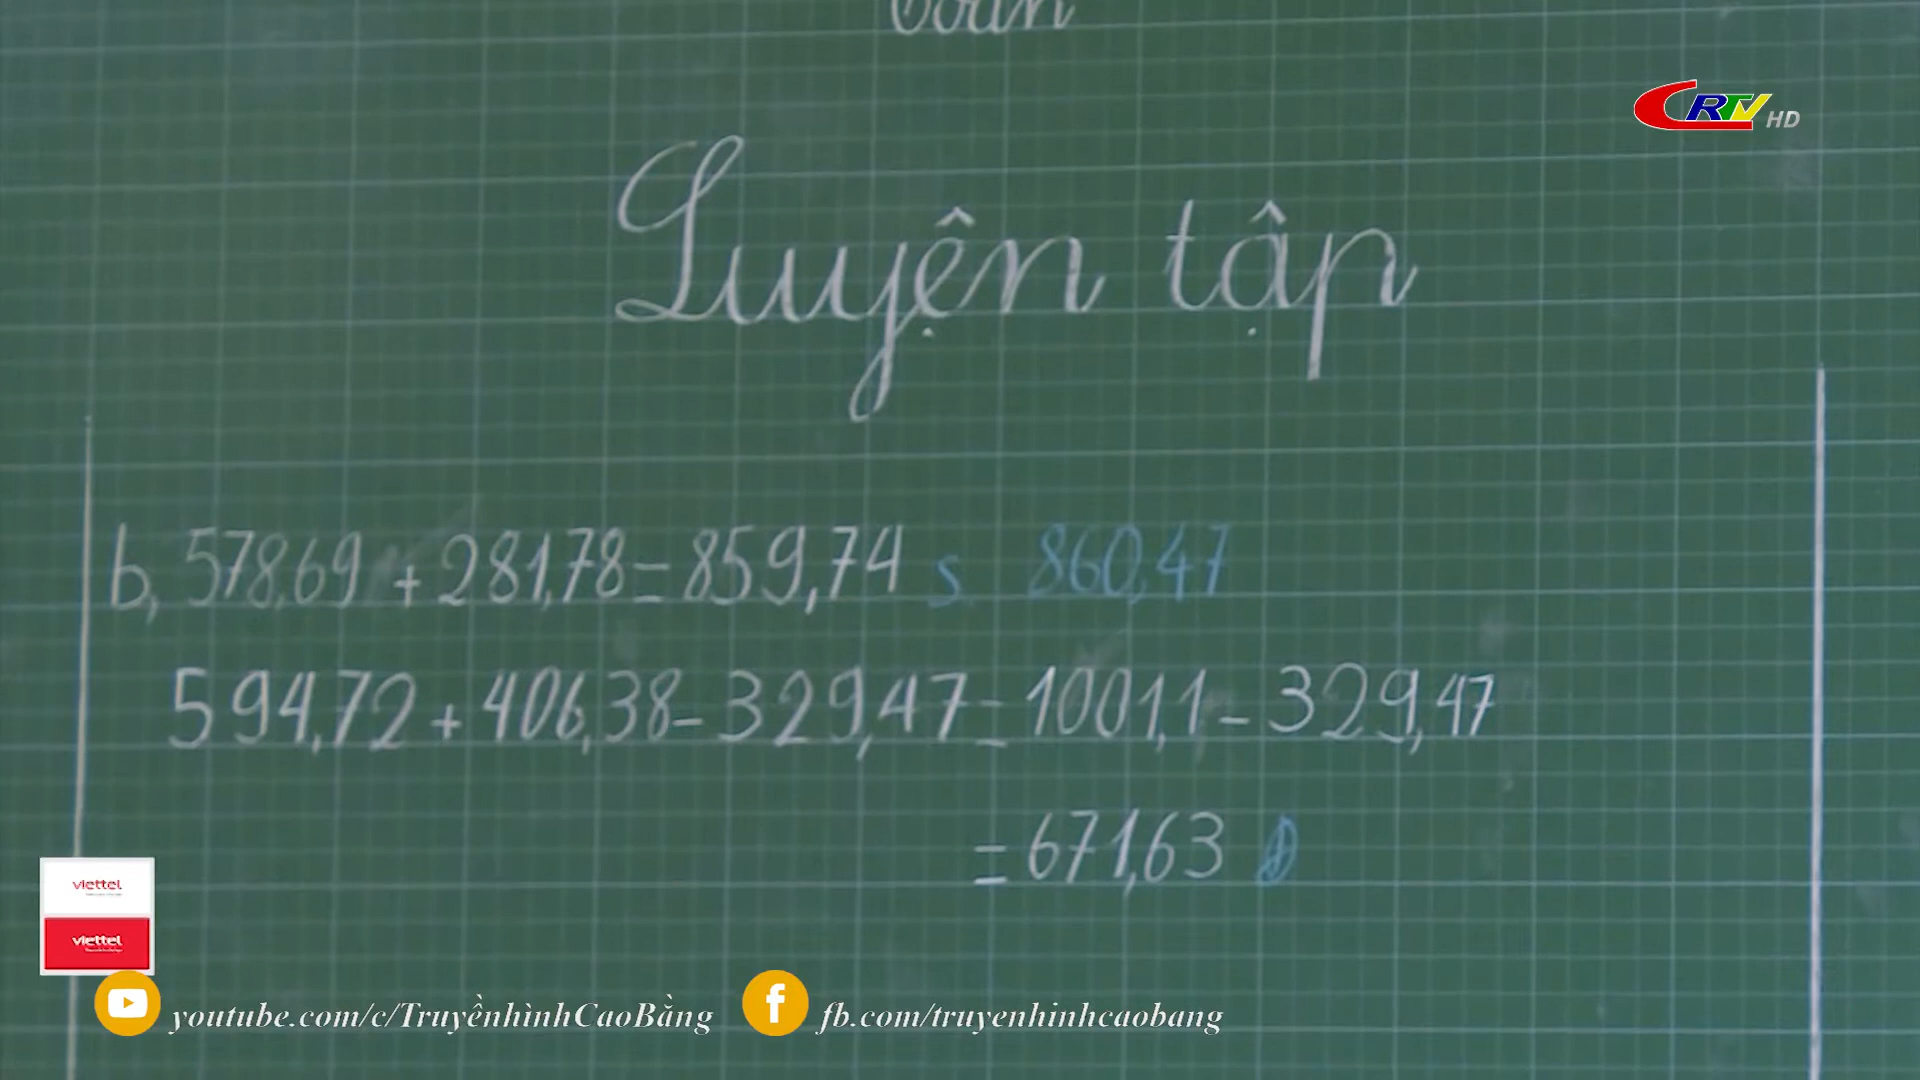 Toán
CRTV HD
Luyện tập
b, 578,69 + 281,78 = 859,74 s 860,47
594,72 + 406,38 - 329,47 = 1001,1 - 329,47
= 671,63 đ
viettel
viettel
youtube.com/c/TruyềnhìnhCaoBằng fb.com/truyenhinhcaobang